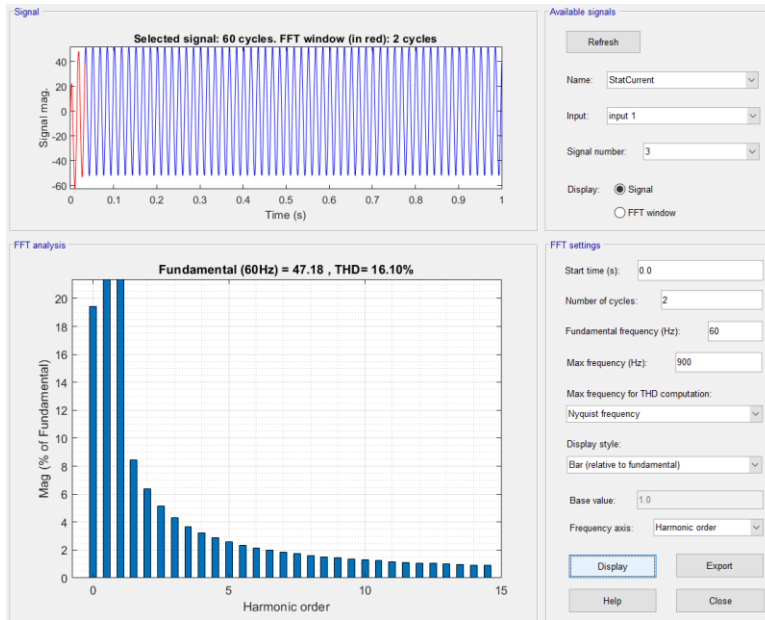 Signal
Selected signal: 60 cycles. FFT window (in red): 2 cycles
Signal mag.
40
20
0
-20
-40
-60
0 0.1 0.2 0.3 0.4 0.5 0.6 0.7 0.8 0.9 1
Time (s)
FFT analysis
Fundamental (60Hz) = 47.18 , THD= 16.10%
Mag (% of Fundamental)
20
18
16
14
12
10
8
6
4
2
0
0 5 10 15
Harmonic order
Available signals
Refresh
Name: StatCurrent
Input: input 1
Signal number: 3
Display: Signal
FFT window
FFT settings
Start time (s): 0.0
Number of cycles: 2
Fundamental frequency (Hz): 60
Max frequency (Hz): 900
Max frequency for THD computation:
Nyquist frequency
Display style:
Bar (relative to fundamental)
Base value: 1.0
Frequency axis: Harmonic order
Display Export
Help Close